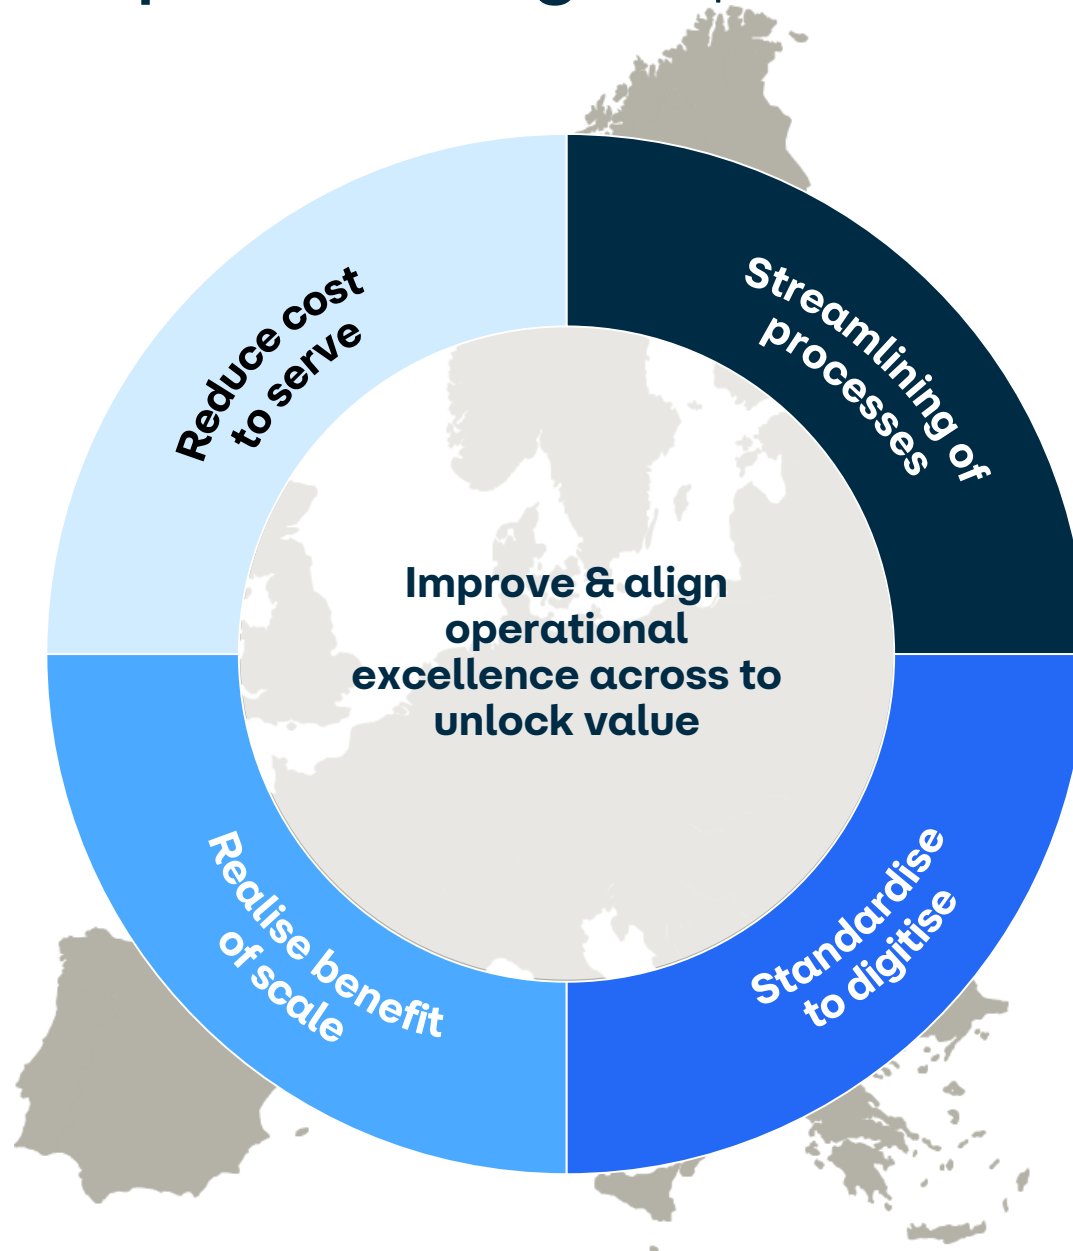 Reduce cost
to serve
Streamlining of
processes
Improve & align
operational
excellence across to
unlock value
Realise benefit
of scale
Standardise
to digitise